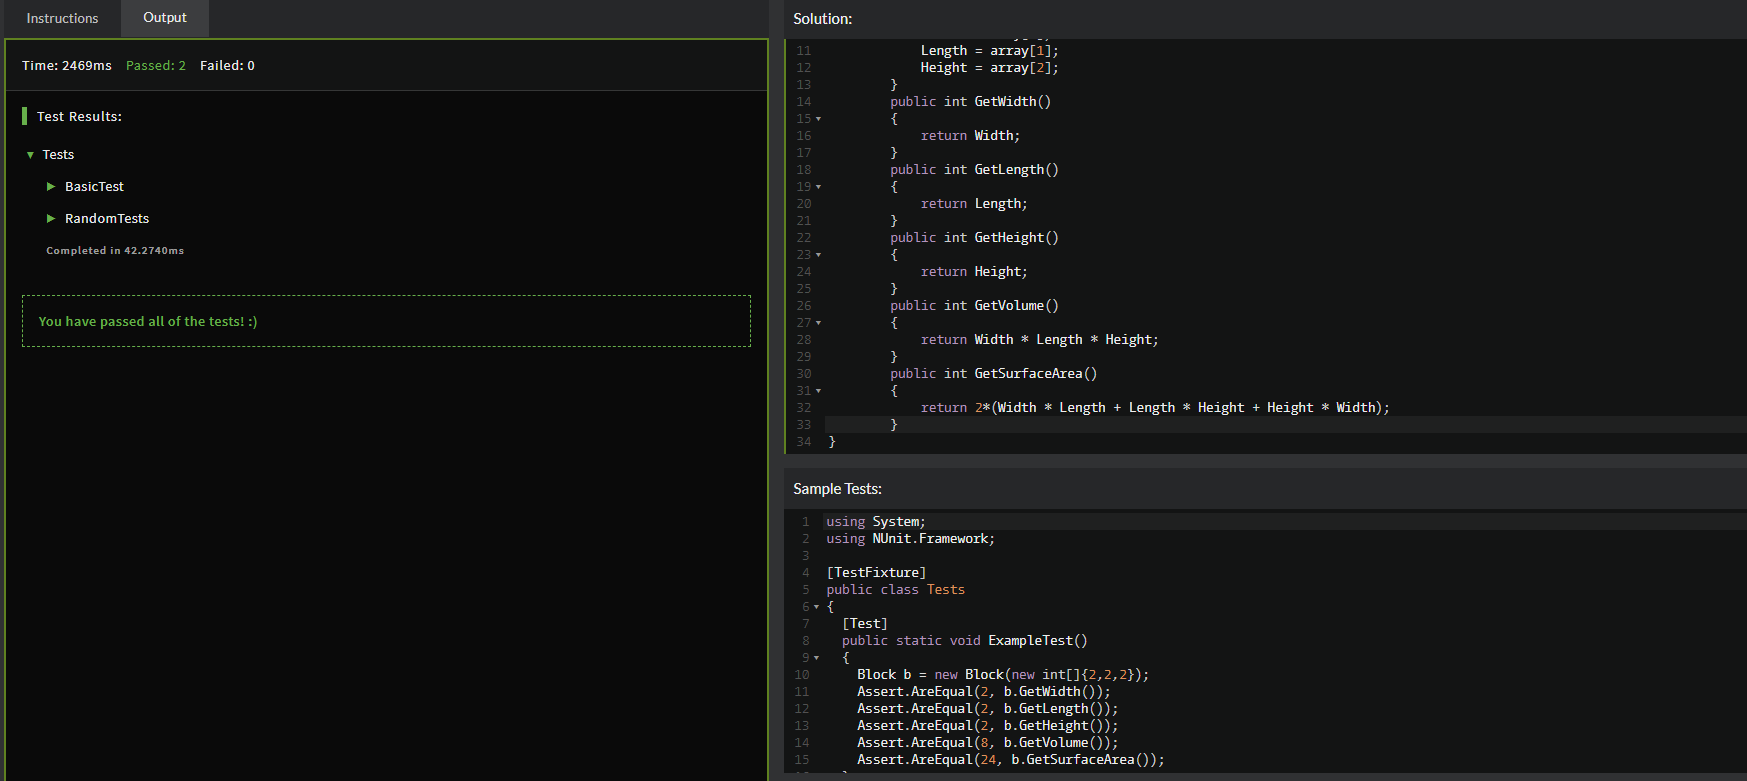 Instructions
Output
Time: 2469ms Passed: 2 Failed: 0
Test Results:
Tests
BasicTest
RandomTests
Completed in 42.2740ms
You have passed all of the tests! :)
Solution:
11 Length = array[1];
12 Height = array[2];
13 }
14 public int GetWidth()
15 {
16 return Width;
17 }
18 public int GetLength()
19 {
20 return Length;
21 }
22 public int GetHeight()
23 {
24 return Height;
25 }
26 public int GetVolume()
27 {
28 return Width * Length * Height;
29 }
30 public int GetSurfaceArea()
31 {
32 return 2*(Width * Length + Length * Height + Height * Width);
33 }
34 }
Sample Tests:
1 using System;
2 using NUnit.Framework;
3
4 [TestFixture]
5 public class Tests
6 {
7 [Test]
8 public static void ExampleTest()
9 {
10 Block b = new Block(new int[]{2,2,2});
11 Assert.AreEqual(2, b.GetWidth());
12 Assert.AreEqual(2, b.GetLength());
13 Assert.AreEqual(2, b.GetHeight());
14 Assert.AreEqual(8, b.GetVolume());
15 Assert.AreEqual(24, b.GetSurfaceArea());